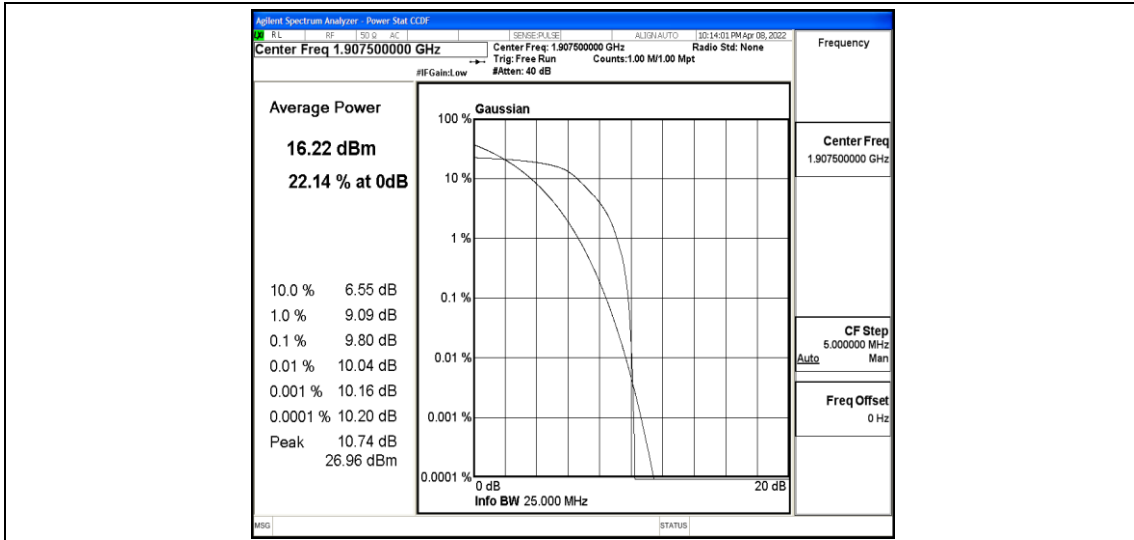 Agilent Spectrum Analyzer - Power Stat CCDF
LXI RL RF 50 Ω AC SENSE:PULSE ALIGN AUTO 10:14:01 PM Apr 08, 2022
Center Freq 1.907500000 GHz
Center Freq: 1.907500000 GHz Radio Std: None
Trig: Free Run Counts:1.00 M/1.00 Mpt
#IFGain:Low #Atten: 40 dB
Average Power
16.22 dBm
22.14 % at 0dB
10.0 % 6.55 dB
1.0 % 9.09 dB
0.1 % 9.80 dB
0.01 % 10.04 dB
0.001 % 10.16 dB
0.0001 % 10.20 dB
Peak 10.74 dB
26.96 dBm
Gaussian
100 %
10 %
1 %
0.1 %
0.01 %
0.001 %
0.0001 %
0 dB 20 dB
Info BW 25.000 MHz
Frequency
Center Freq
1.907500000 GHz
CF Step
5.000000 MHz
Auto Man
Freq Offset
0 Hz
MSG STATUS